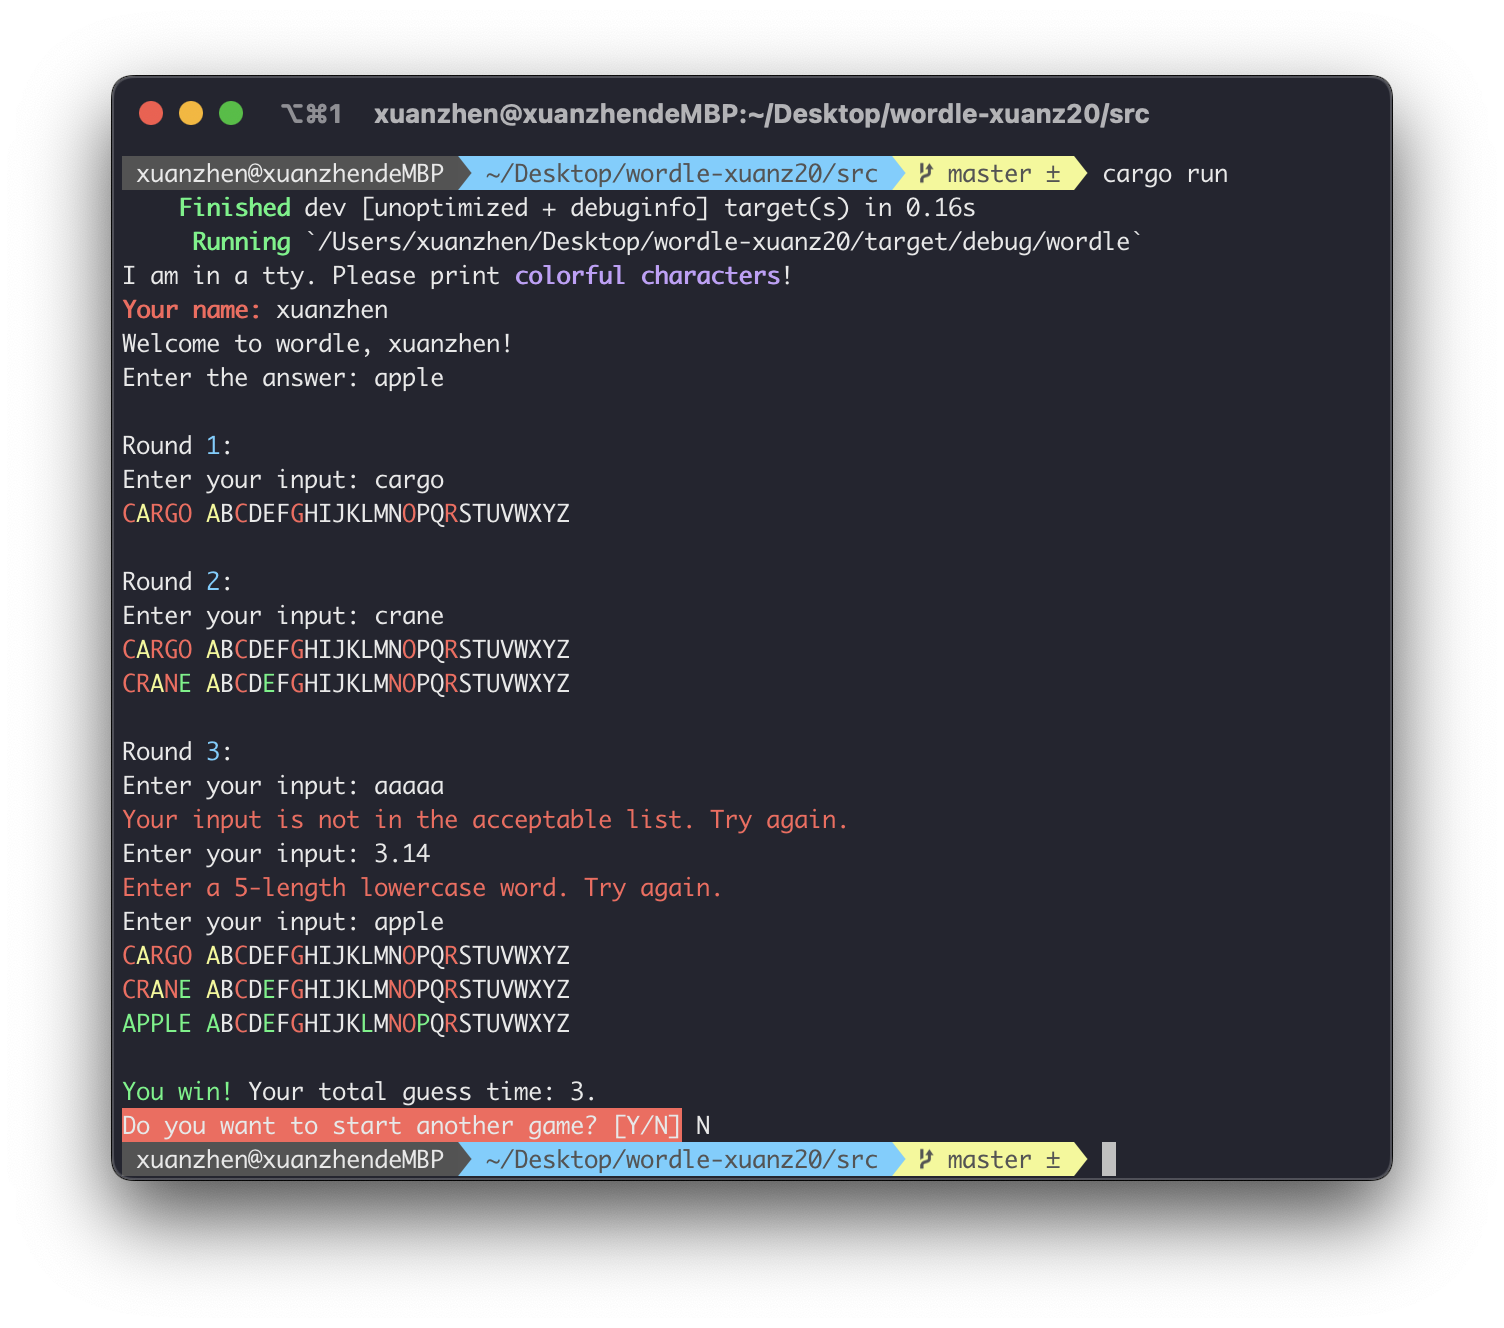 ⌥⌘1 xuanzhen@xuanzhendeMBP:~/Desktop/wordle-xuanz20/src
xuanzhen@xuanzhendeMBP ~/Desktop/wordle-xuanz20/src master ± cargo run
Finished dev [unoptimized + debuginfo] target(s) in 0.16s
Running `/Users/xuanzhen/Desktop/wordle-xuanz20/target/debug/wordle`
I am in a tty. Please print colorful characters!
Your name: xuanzhen
Welcome to wordle, xuanzhen!
Enter the answer: apple
Round 1:
Enter your input: cargo
CARGO ABCDEFGHIJKLMNOPQRSTUVWXYZ
Round 2:
Enter your input: crane
CARGO ABCDEFGHIJKLMNOPQRSTUVWXYZ
CRANE ABCDEFGHIJKLMNOPQRSTUVWXYZ
Round 3:
Enter your input: aaaaa
Your input is not in the acceptable list. Try again.
Enter your input: 3.14
Enter a 5-length lowercase word. Try again.
Enter your input: apple
CARGO ABCDEFGHIJKLMNOPQRSTUVWXYZ
CRANE ABCDEFGHIJKLMNOPQRSTUVWXYZ
APPLE ABCDEFGHIJKLMNOPQRSTUVWXYZ
You win! Your total guess time: 3.
Do you want to start another game? [Y/N] N
xuanzhen@xuanzhendeMBP ~/Desktop/wordle-xuanz20/src master ±